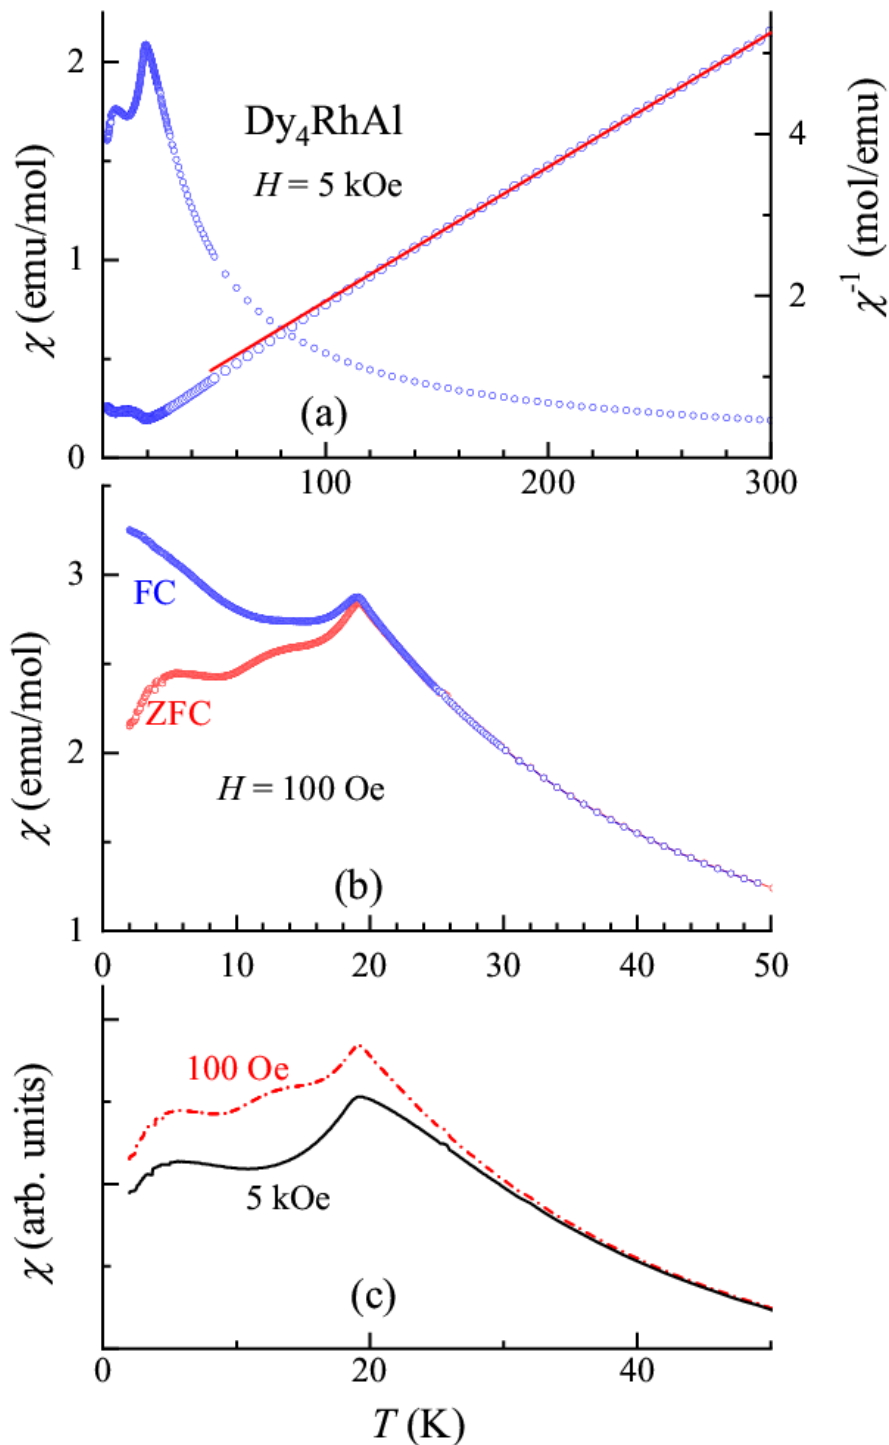 2
1
0
χ (emu/mol)
Dy₄RhAl
H = 5 kOe
(a)
4
2
χ⁻¹ (mol/emu)
100
200
300
3
2
1
χ (emu/mol)
FC
ZFC
H = 100 Oe
(b)
0
10
20
30
40
50
χ (arb. units)
100 Oe
5 kOe
(c)
0
20
40
T (K)